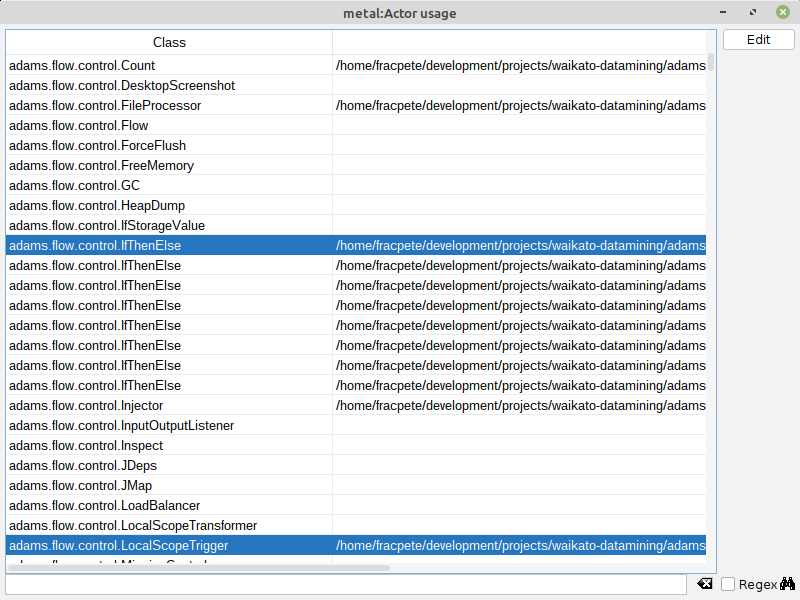 metal:Actor usage
Class
Edit
adams.flow.control.Count /home/fracpete/development/projects/waikato-datamining/adams
adams.flow.control.DesktopScreenshot
adams.flow.control.FileProcessor /home/fracpete/development/projects/waikato-datamining/adams
adams.flow.control.Flow
adams.flow.control.ForceFlush
adams.flow.control.FreeMemory
adams.flow.control.GC
adams.flow.control.HeapDump
adams.flow.control.IfStorageValue
adams.flow.control.IfThenElse /home/fracpete/development/projects/waikato-datamining/adams
adams.flow.control.IfThenElse /home/fracpete/development/projects/waikato-datamining/adams
adams.flow.control.IfThenElse /home/fracpete/development/projects/waikato-datamining/adams
adams.flow.control.IfThenElse /home/fracpete/development/projects/waikato-datamining/adams
adams.flow.control.IfThenElse /home/fracpete/development/projects/waikato-datamining/adams
adams.flow.control.IfThenElse /home/fracpete/development/projects/waikato-datamining/adams
adams.flow.control.IfThenElse /home/fracpete/development/projects/waikato-datamining/adams
adams.flow.control.IfThenElse /home/fracpete/development/projects/waikato-datamining/adams
adams.flow.control.Injector /home/fracpete/development/projects/waikato-datamining/adams
adams.flow.control.InputOutputListener
adams.flow.control.Inspect
adams.flow.control.JDeps
adams.flow.control.JMap
adams.flow.control.LoadBalancer
adams.flow.control.LocalScopeTransformer
adams.flow.control.LocalScopeTrigger /home/fracpete/development/projects/waikato-datamining/adams
Regex